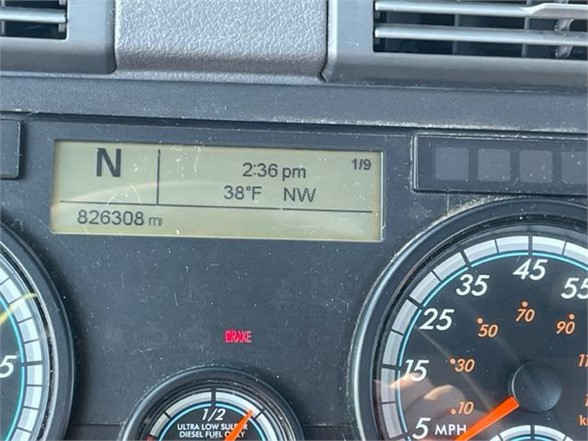 N
2:36 pm
1/9
38°F NW
826308 mi
BRAKE
5
1/2
ULTRA LOW SULFUR
DIESEL FUEL ONLY
5 MPH
15
25
35
45
55
10
30
50
70
90